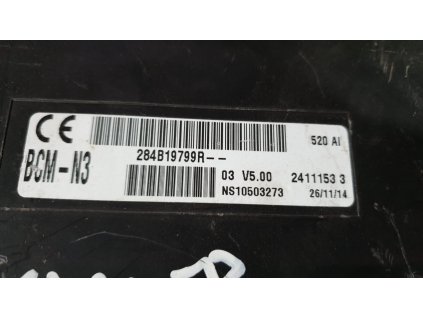 CE
520 AI
284B19799R--
BCM-N3
03 V5.00
2411153 3
NS10503273
26/11/14